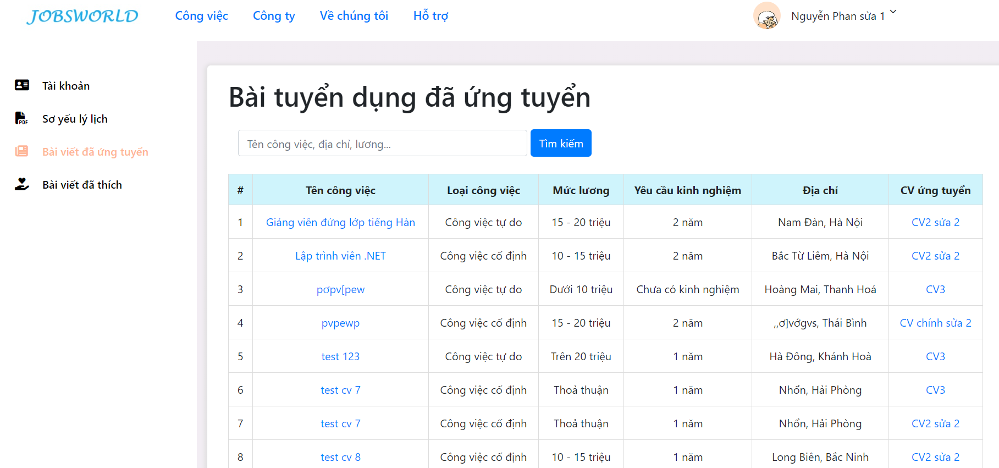 JOBSWORLD Công việc Công ty Về chúng tôi Hỗ trợ Nguyễn Phan sửa 1
Tài khoản
Sơ yếu lý lịch
PDF
Bài viết đã ứng tuyển
Bài viết đã thích
Bài tuyển dụng đã ứng tuyển
Tên công việc, địa chỉ, lương... Tìm kiếm
# Tên công việc Loại công việc Mức lương Yêu cầu kinh nghiệm Địa chỉ CV ứng tuyển
1 Giảng viên đứng lớp tiếng Hàn Công việc tự do 15 - 20 triệu 2 năm Nam Đàn, Hà Nội CV2 sửa 2
2 Lập trình viên .NET Công việc cố định 10 - 15 triệu 2 năm Bắc Từ Liêm, Hà Nội CV2 sửa 2
3 pơpv[pew Công việc tự do Dưới 10 triệu Chưa có kinh nghiệm Hoàng Mai, Thanh Hoá CV3
4 pvpewp Công việc cố định 15 - 20 triệu 2 năm ,,ơ]vớgvs, Thái Bình CV chính sửa 2
5 test 123 Công việc tự do Trên 20 triệu 1 năm Hà Đông, Khánh Hoà CV3
6 test cv 7 Công việc cố định Thoả thuận 1 năm Nhổn, Hải Phòng CV3
7 test cv 7 Công việc cố định Thoả thuận 1 năm Nhổn, Hải Phòng CV2 sửa 2
8 test cv 8 Công việc cố định 10 - 15 triệu 1 năm Long Biên, Bắc Ninh CV2 sửa 2